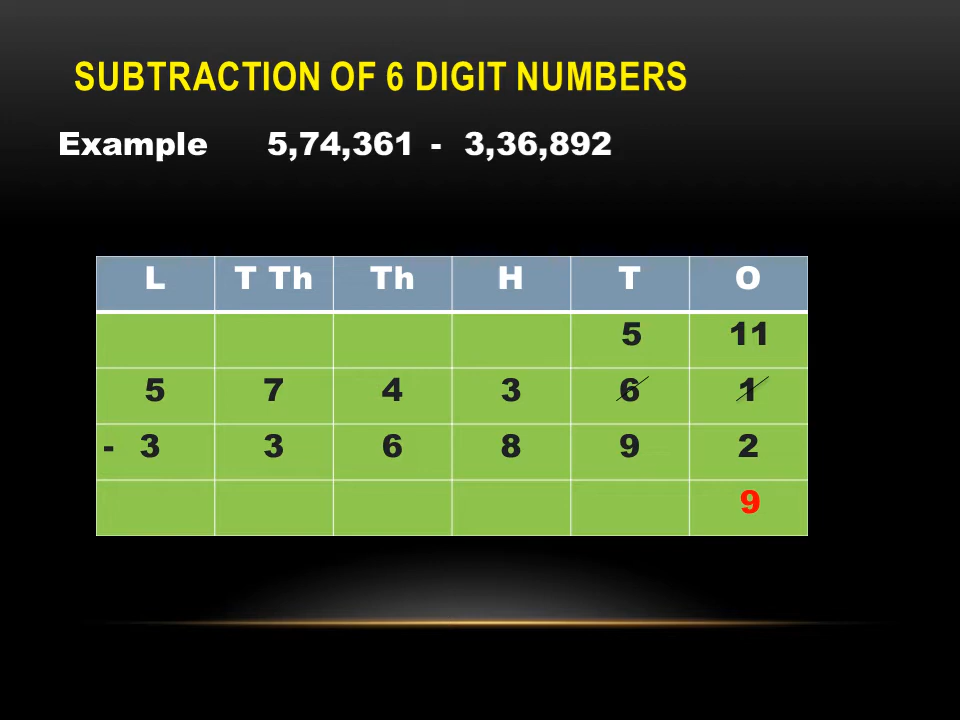 SUBTRACTION OF 6 DIGIT NUMBERS
Example 5,74,361 - 3,36,892
L T Th Th H T O
5 11
5 7 4 3 6 1
- 3 3 6 8 9 2
9